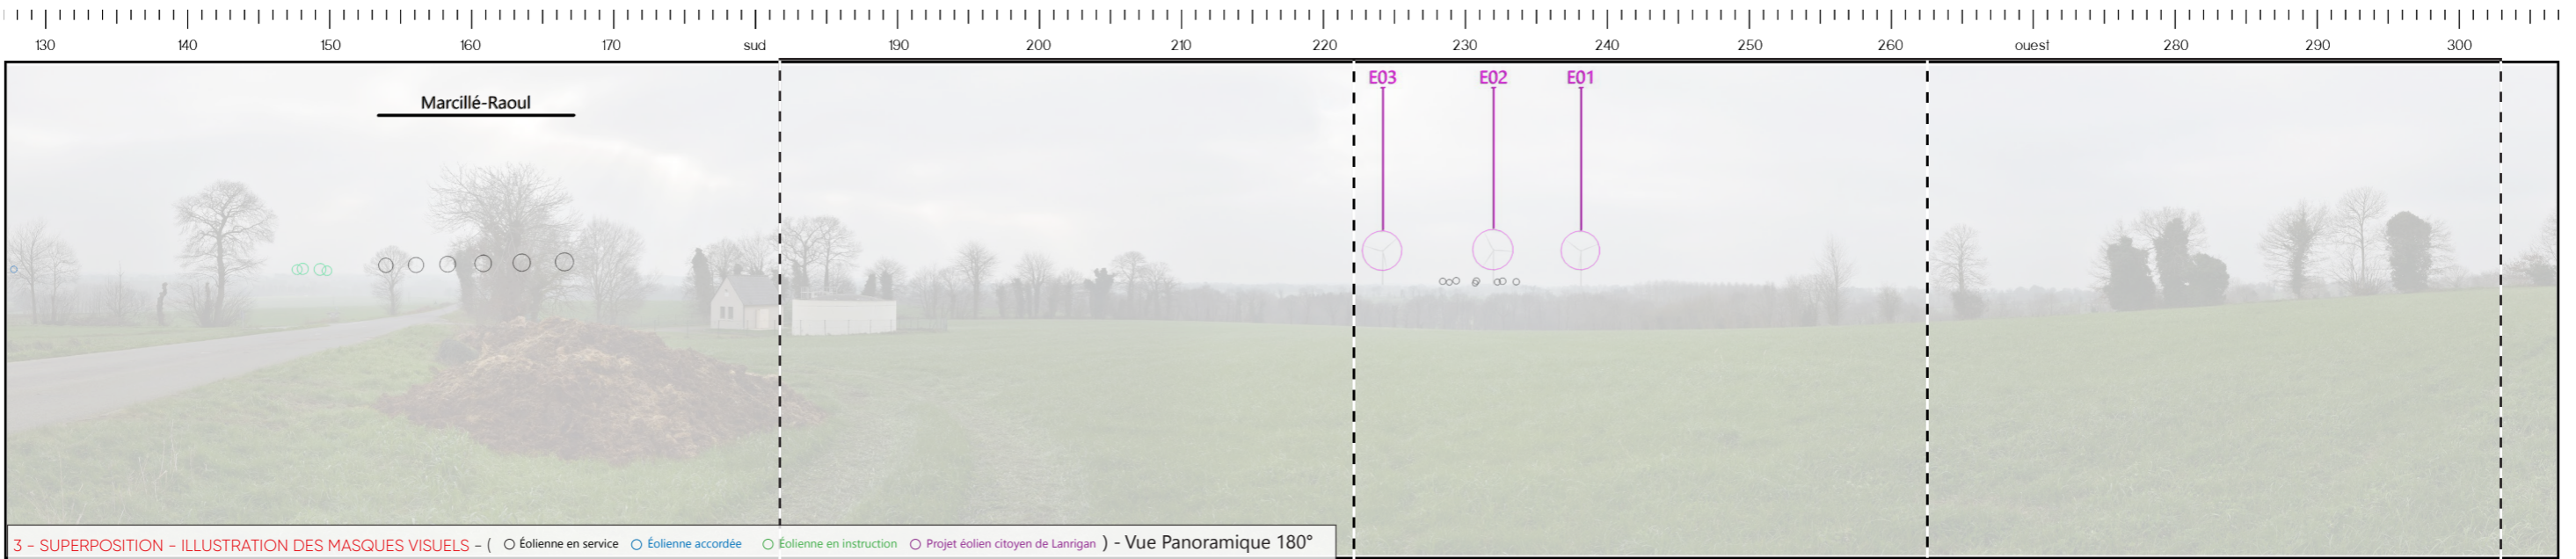 130 140 150 160 170 sud 190 200 210 220 230 240 250 260 ouest 280 290 300
E03 E02 E01
Marcillé-Raoul
3 - SUPERPOSITION - ILLUSTRATION DES MASQUES VISUELS - ( Éolienne en service Éolienne accordée Éolienne en instruction Projet éolien citoyen de Lanrigan ) - Vue Panoramique 180°